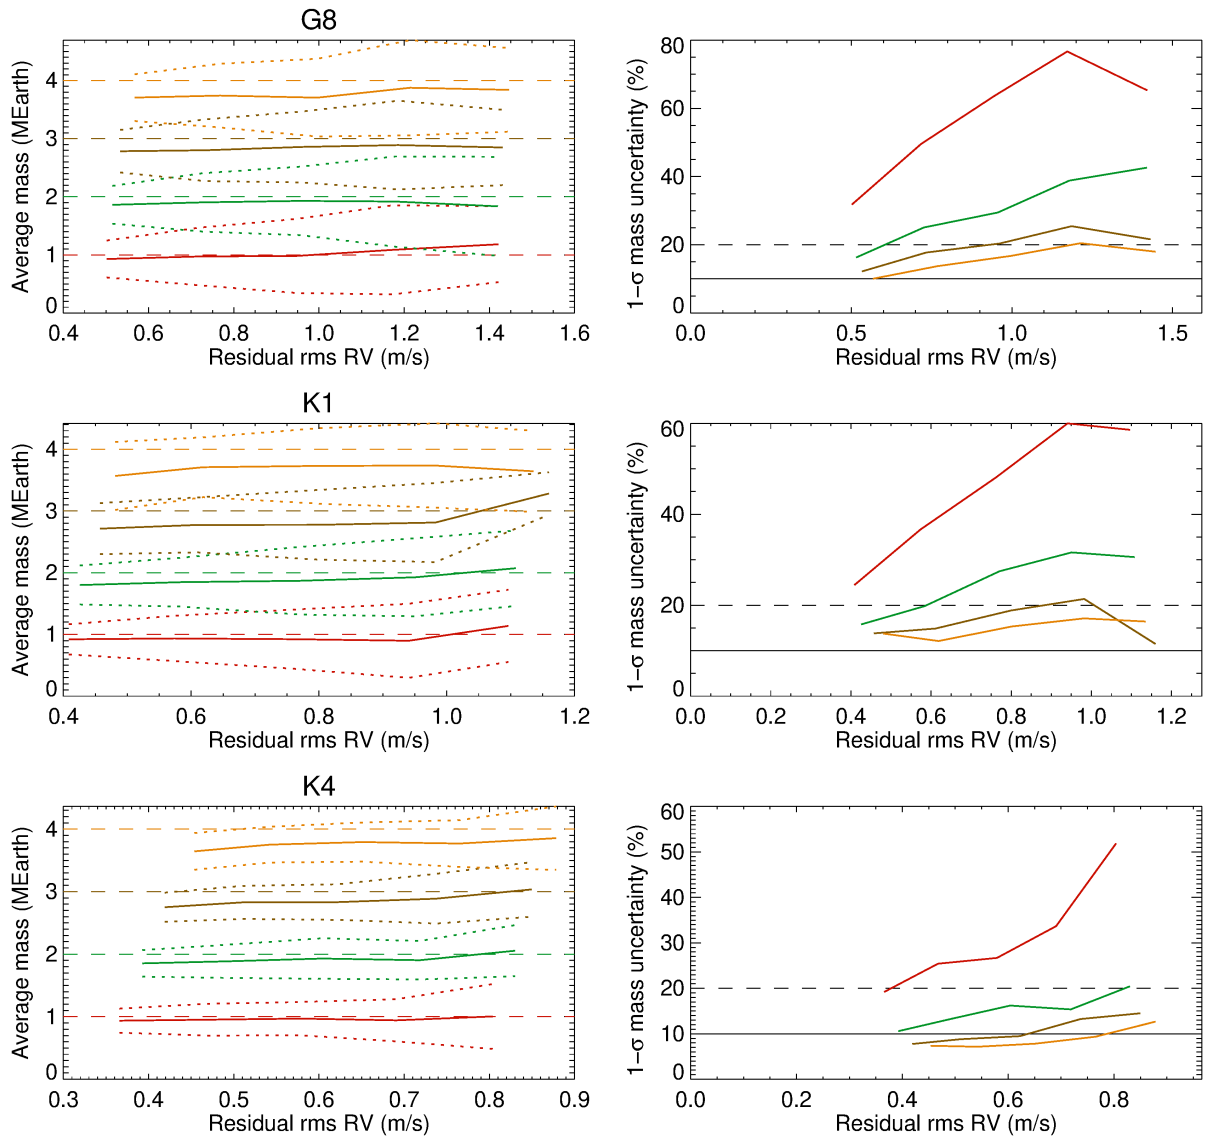 G8
Average mass (MEarth)
4
3
2
1
0
0.4 0.6 0.8 1.0 1.2 1.4 1.6
Residual rms RV (m/s)
1−σ mass uncertainty (%)
80
60
40
20
0
0.0 0.5 1.0 1.5
Residual rms RV (m/s)
K1
Average mass (MEarth)
4
3
2
1
0
0.4 0.6 0.8 1.0 1.2
Residual rms RV (m/s)
1−σ mass uncertainty (%)
60
40
20
0
0.0 0.2 0.4 0.6 0.8 1.0 1.2
Residual rms RV (m/s)
K4
Average mass (MEarth)
4
3
2
1
0
0.3 0.4 0.5 0.6 0.7 0.8 0.9
Residual rms RV (m/s)
1−σ mass uncertainty (%)
60
50
40
30
20
10
0
0.0 0.2 0.4 0.6 0.8
Residual rms RV (m/s)